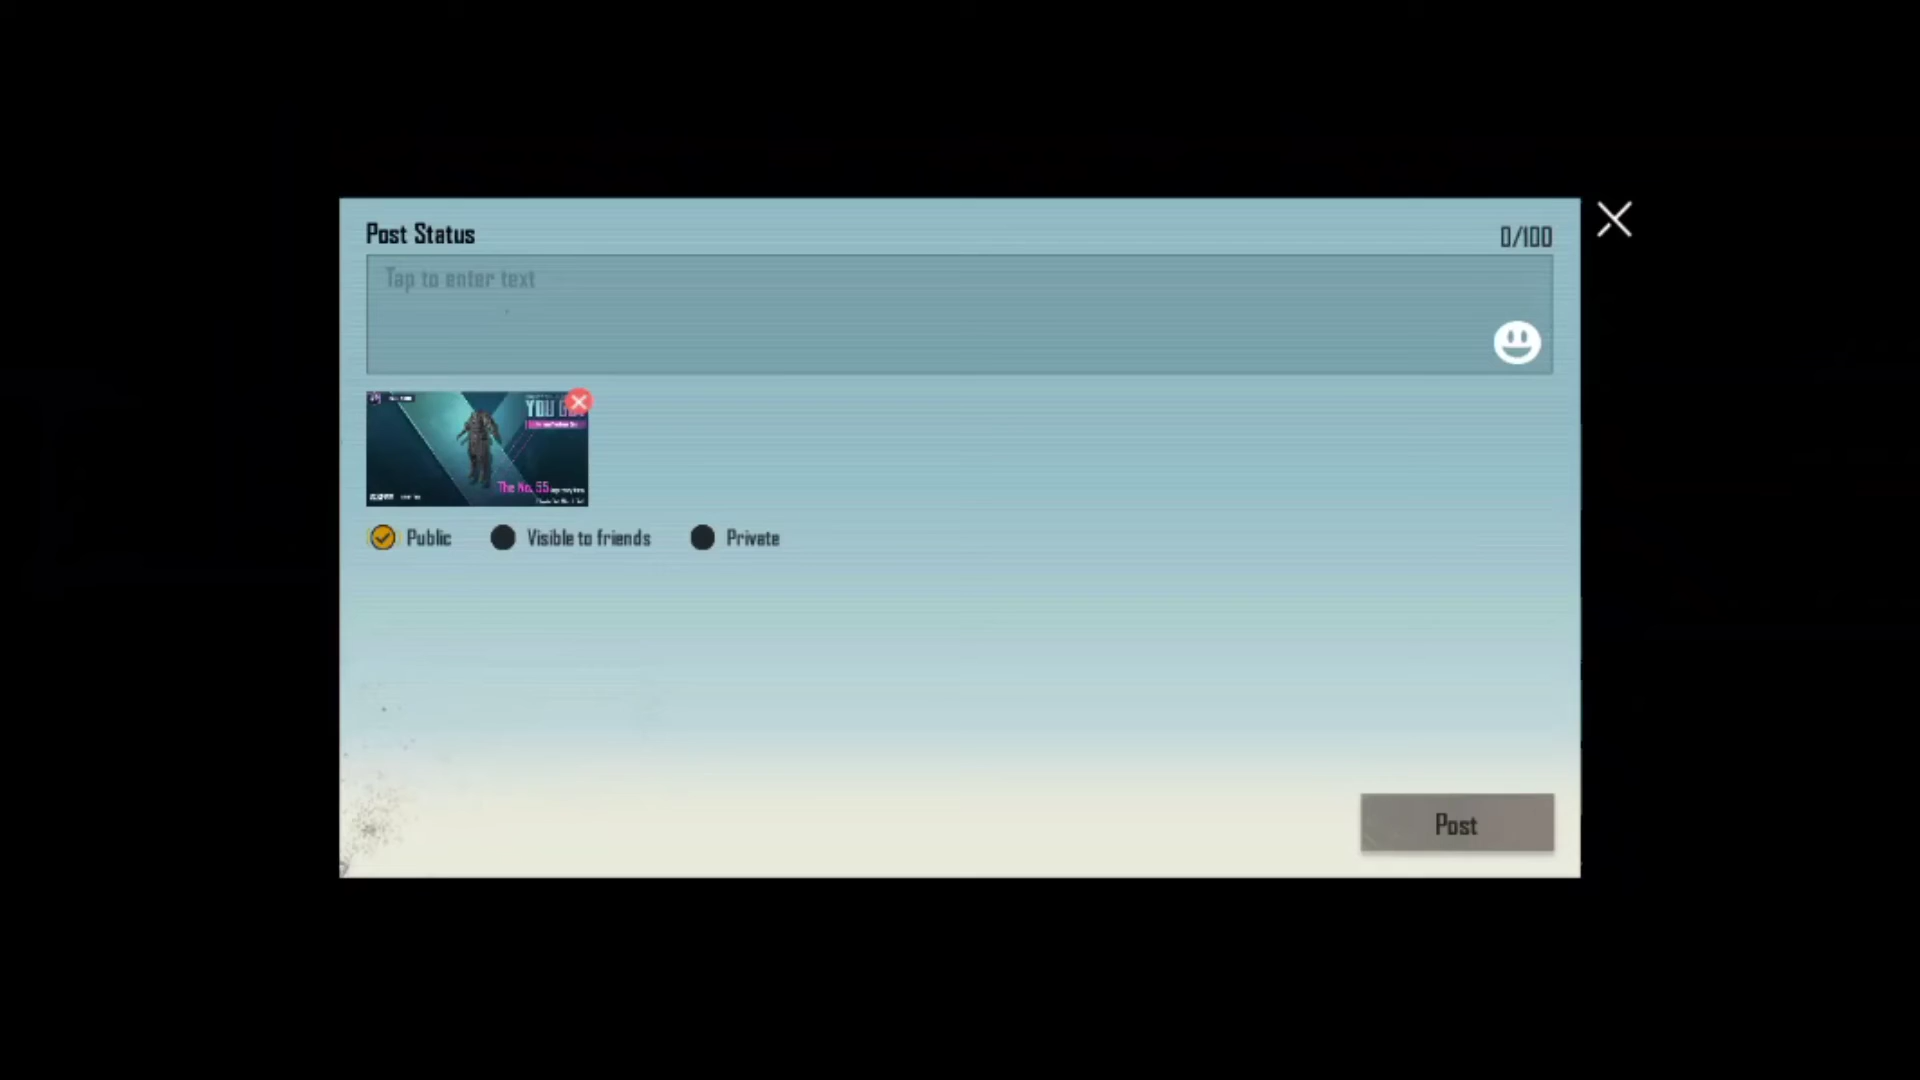 Post Status
0/100
Tap to enter text
YOU
The No. 55
Public
Visible to friends
Private
Post